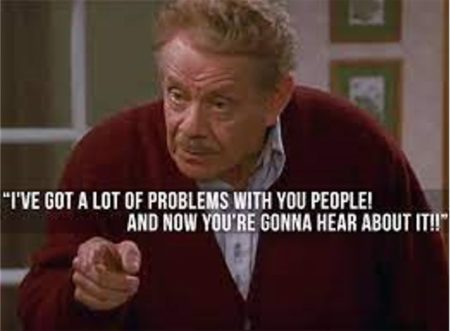 “I'VE GOT A LOT OF PROBLEMS WITH YOU PEOPLE!
AND NOW YOU'RE GONNA HEAR ABOUT IT!!”